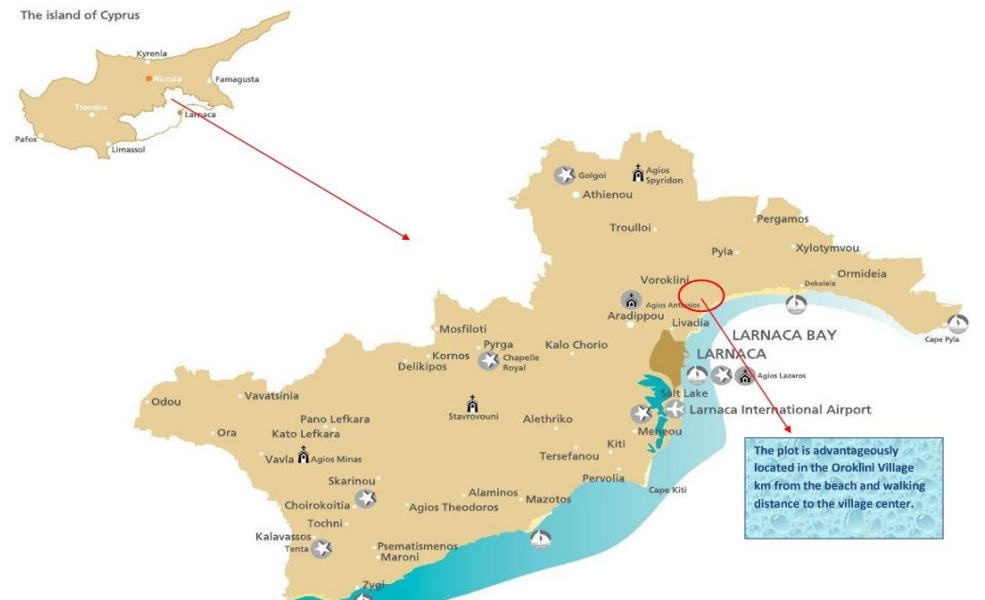 The island of Cyprus
Kyrenia
Nicosia
Famagusta
Troodos
Larnaca
Pafos
Limassol
Golgoi
Agios
Spyridon
Athienou
Troulloi
Pergamos
Pyla
Xylotymvou
Voroklini
Ormideia
Dekeleia
Agios Antonios
Aradippou
Livadia
Mosfiloti
LARNACA BAY
Cape Pyla
Pyrga
Kalo Chorio
Kornos
Chapelle
Royal
LARNACA
Delikipos
Agios Lazaros
Salt Lake
Vavatsinia
Odou
Larnaca International Airport
Stavrovouni
Pano Lefkara
Alethriko
Ora
Kato Lefkara
Meneou
Kiti
Vavla
Agios Minas
Tersefanou
The plot is advantageously
located in the Oroklini Village
km from the beach and walking
distance to the village center.
Skarinou
Pervolia
Cape Kiti
Alaminos
Mazotos
Choirokoitia
Agios Theodoros
Tochni
Kalavassos
Tenta
Psematismenos
Maroni
Zygi